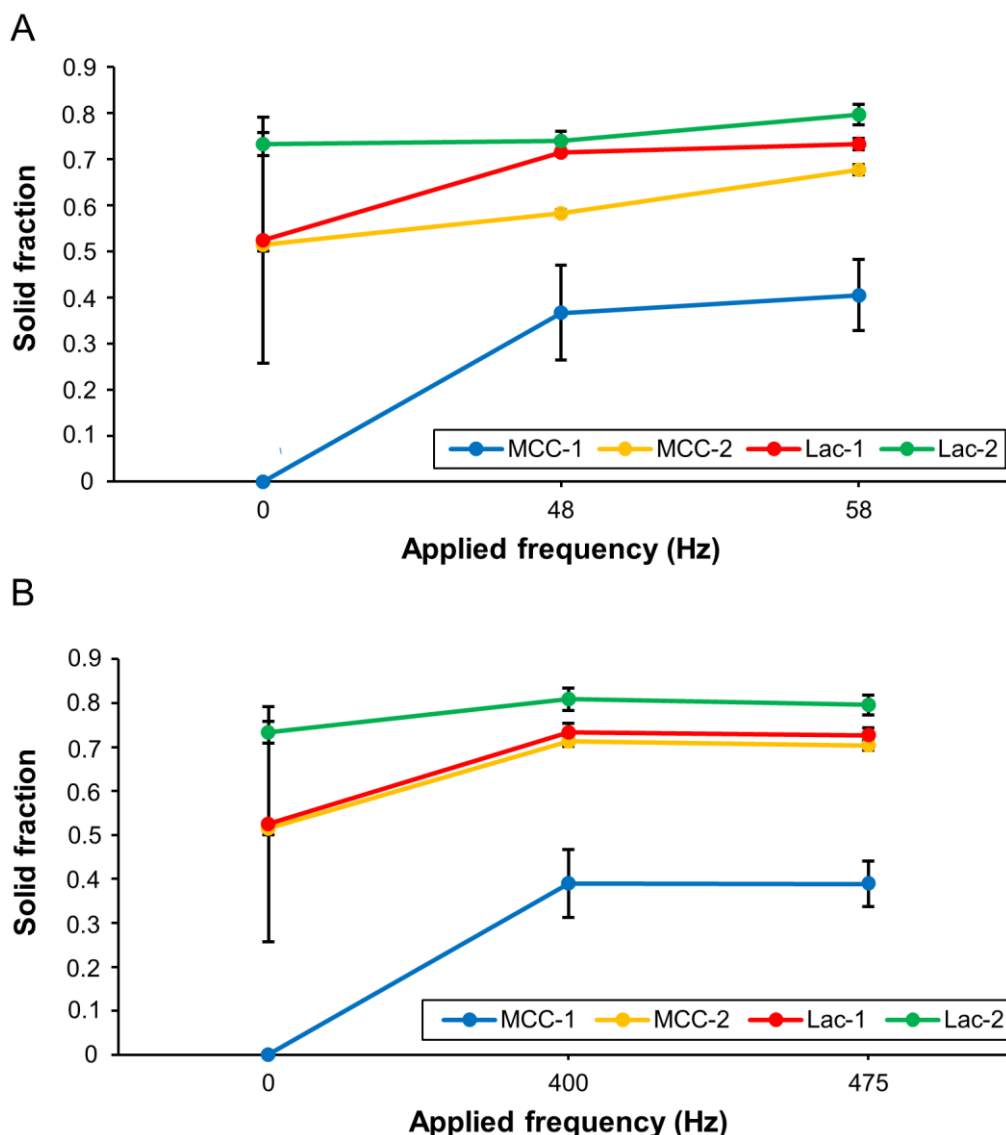 A
0.9
0.8
0.7
0.6
0.5
0.4
0.3
0.2
0.1
0
Solid fraction
MCC-1 MCC-2 Lac-1 Lac-2
0 48 58
Applied frequency (Hz)
B
0.9
0.8
0.7
0.6
0.5
0.4
0.3
0.2
0.1
0
Solid fraction
MCC-1 MCC-2 Lac-1 Lac-2
0 400 475
Applied frequency (Hz)